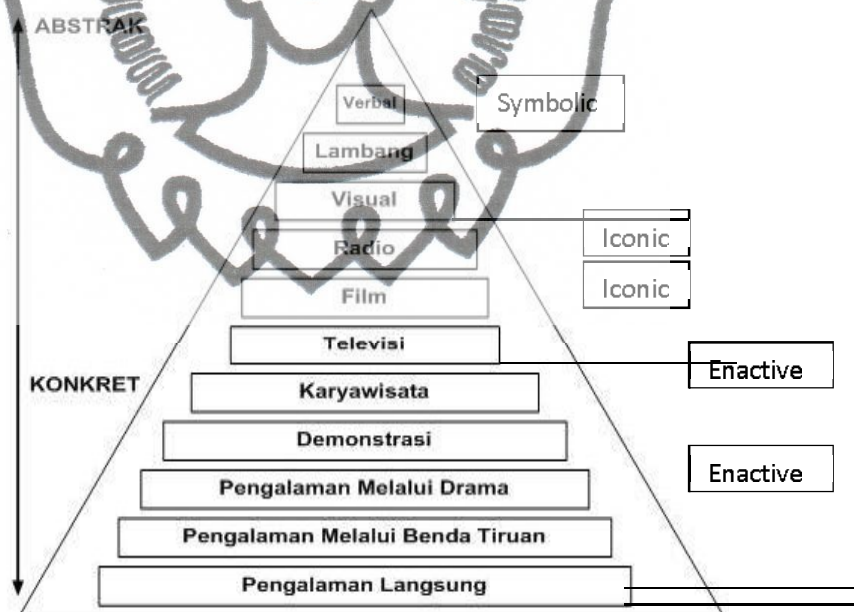 ABSTRAK
Verbal
Symbolic
Lambang
Visual
Iconic
Radio
Iconic
Film
Televisi
Enactive
KONKRET
Karyawisata
Demonstrasi
Enactive
Pengalaman Melalui Drama
Pengalaman Melalui Benda Tiruan
Pengalaman Langsung